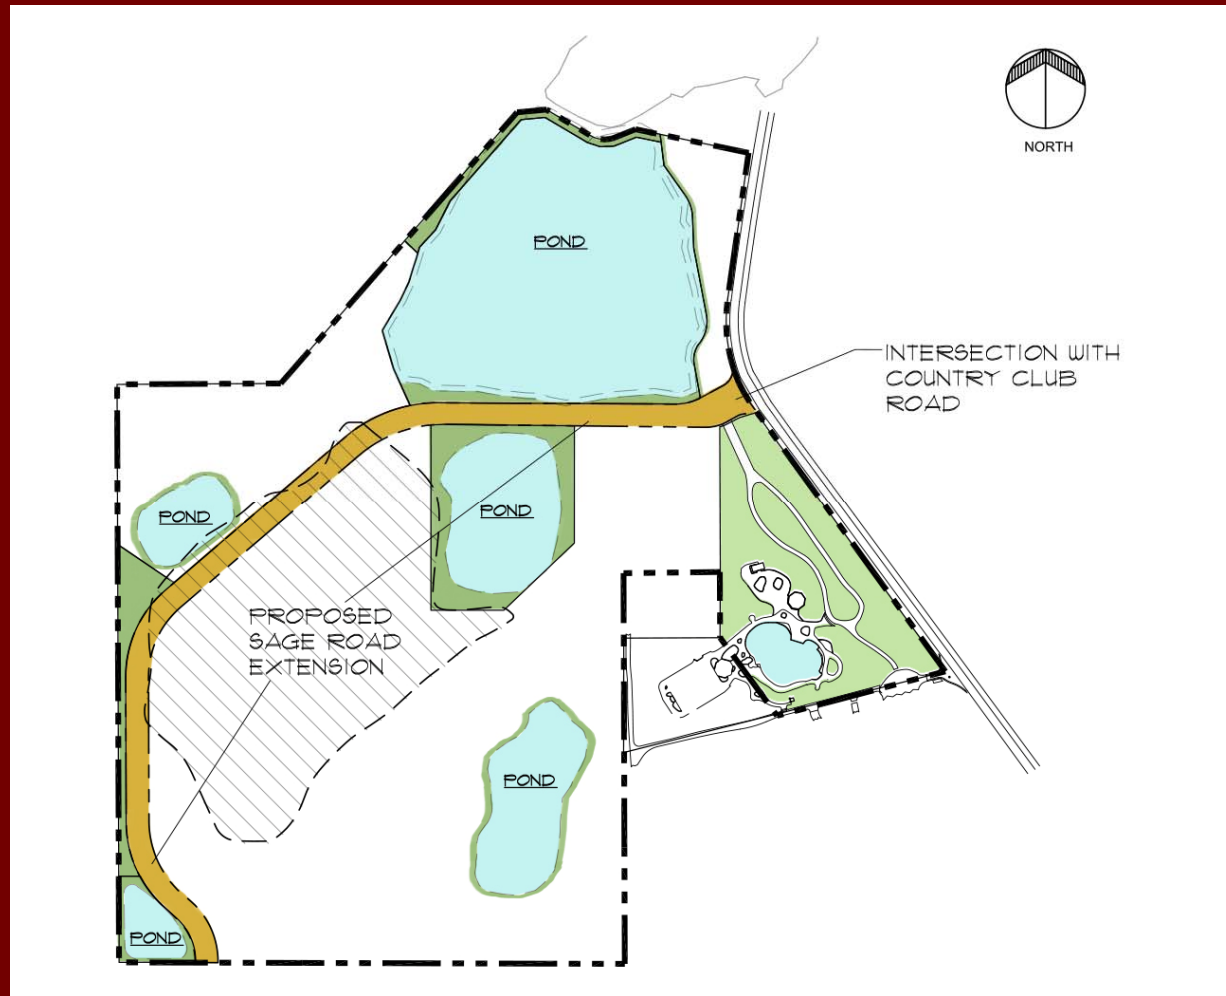 NORTH
POND
INTERSECTION WITH
COUNTRY CLUB
ROAD
POND
POND
PROPOSED
SAGE ROAD
EXTENSION
POND
POND